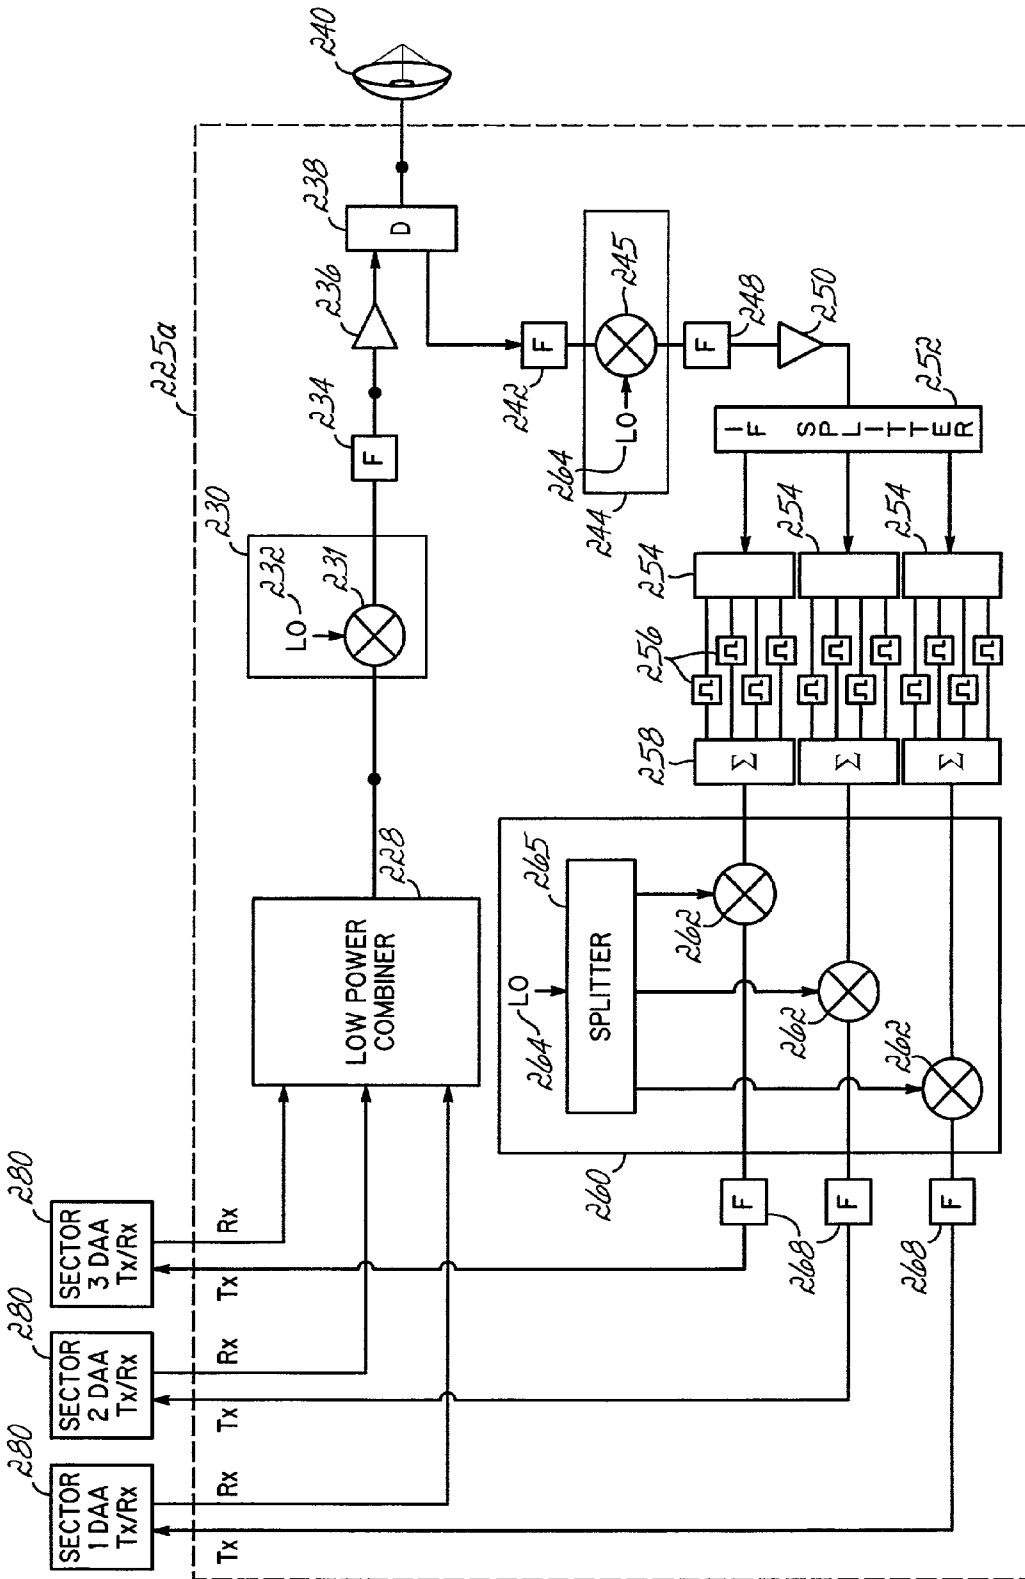 280
SECTOR
1 DAA
Tx/Rx
280
SECTOR
2 DAA
Tx/Rx
280
SECTOR
3 DAA
Tx/Rx
Tx
Rx
Tx
Rx
Tx
Rx
225a
LOW POWER
COMBINER
228
230
LO
232
231
F
234
236
D
238
240
F
242
244
LO
264
245
F
248
250
IF SPLITTER
252
254
254
254
256
258
Σ
Σ
Σ
260
264
LO
SPLITTER
265
262
262
262
F
F
F
268
268